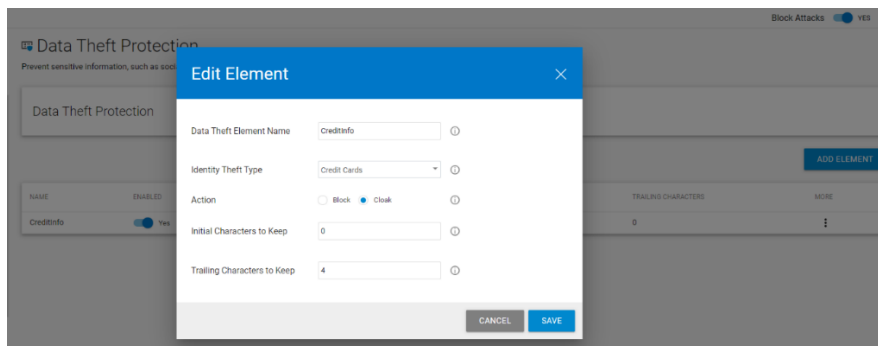 Block Attacks YES
Data Theft Protection
Prevent sensitive information, such as soci
Edit Element
Data Theft Protection
Data Theft Element Name CreditInfo
ADD ELEMENT
Identity Theft Type Credit Cards
NAME ENABLED TRAILING CHARACTERS MORE
Action Block Cloak
CreditInfo Yes 0
Initial Characters to Keep 0
Trailing Characters to Keep 4
CANCEL SAVE